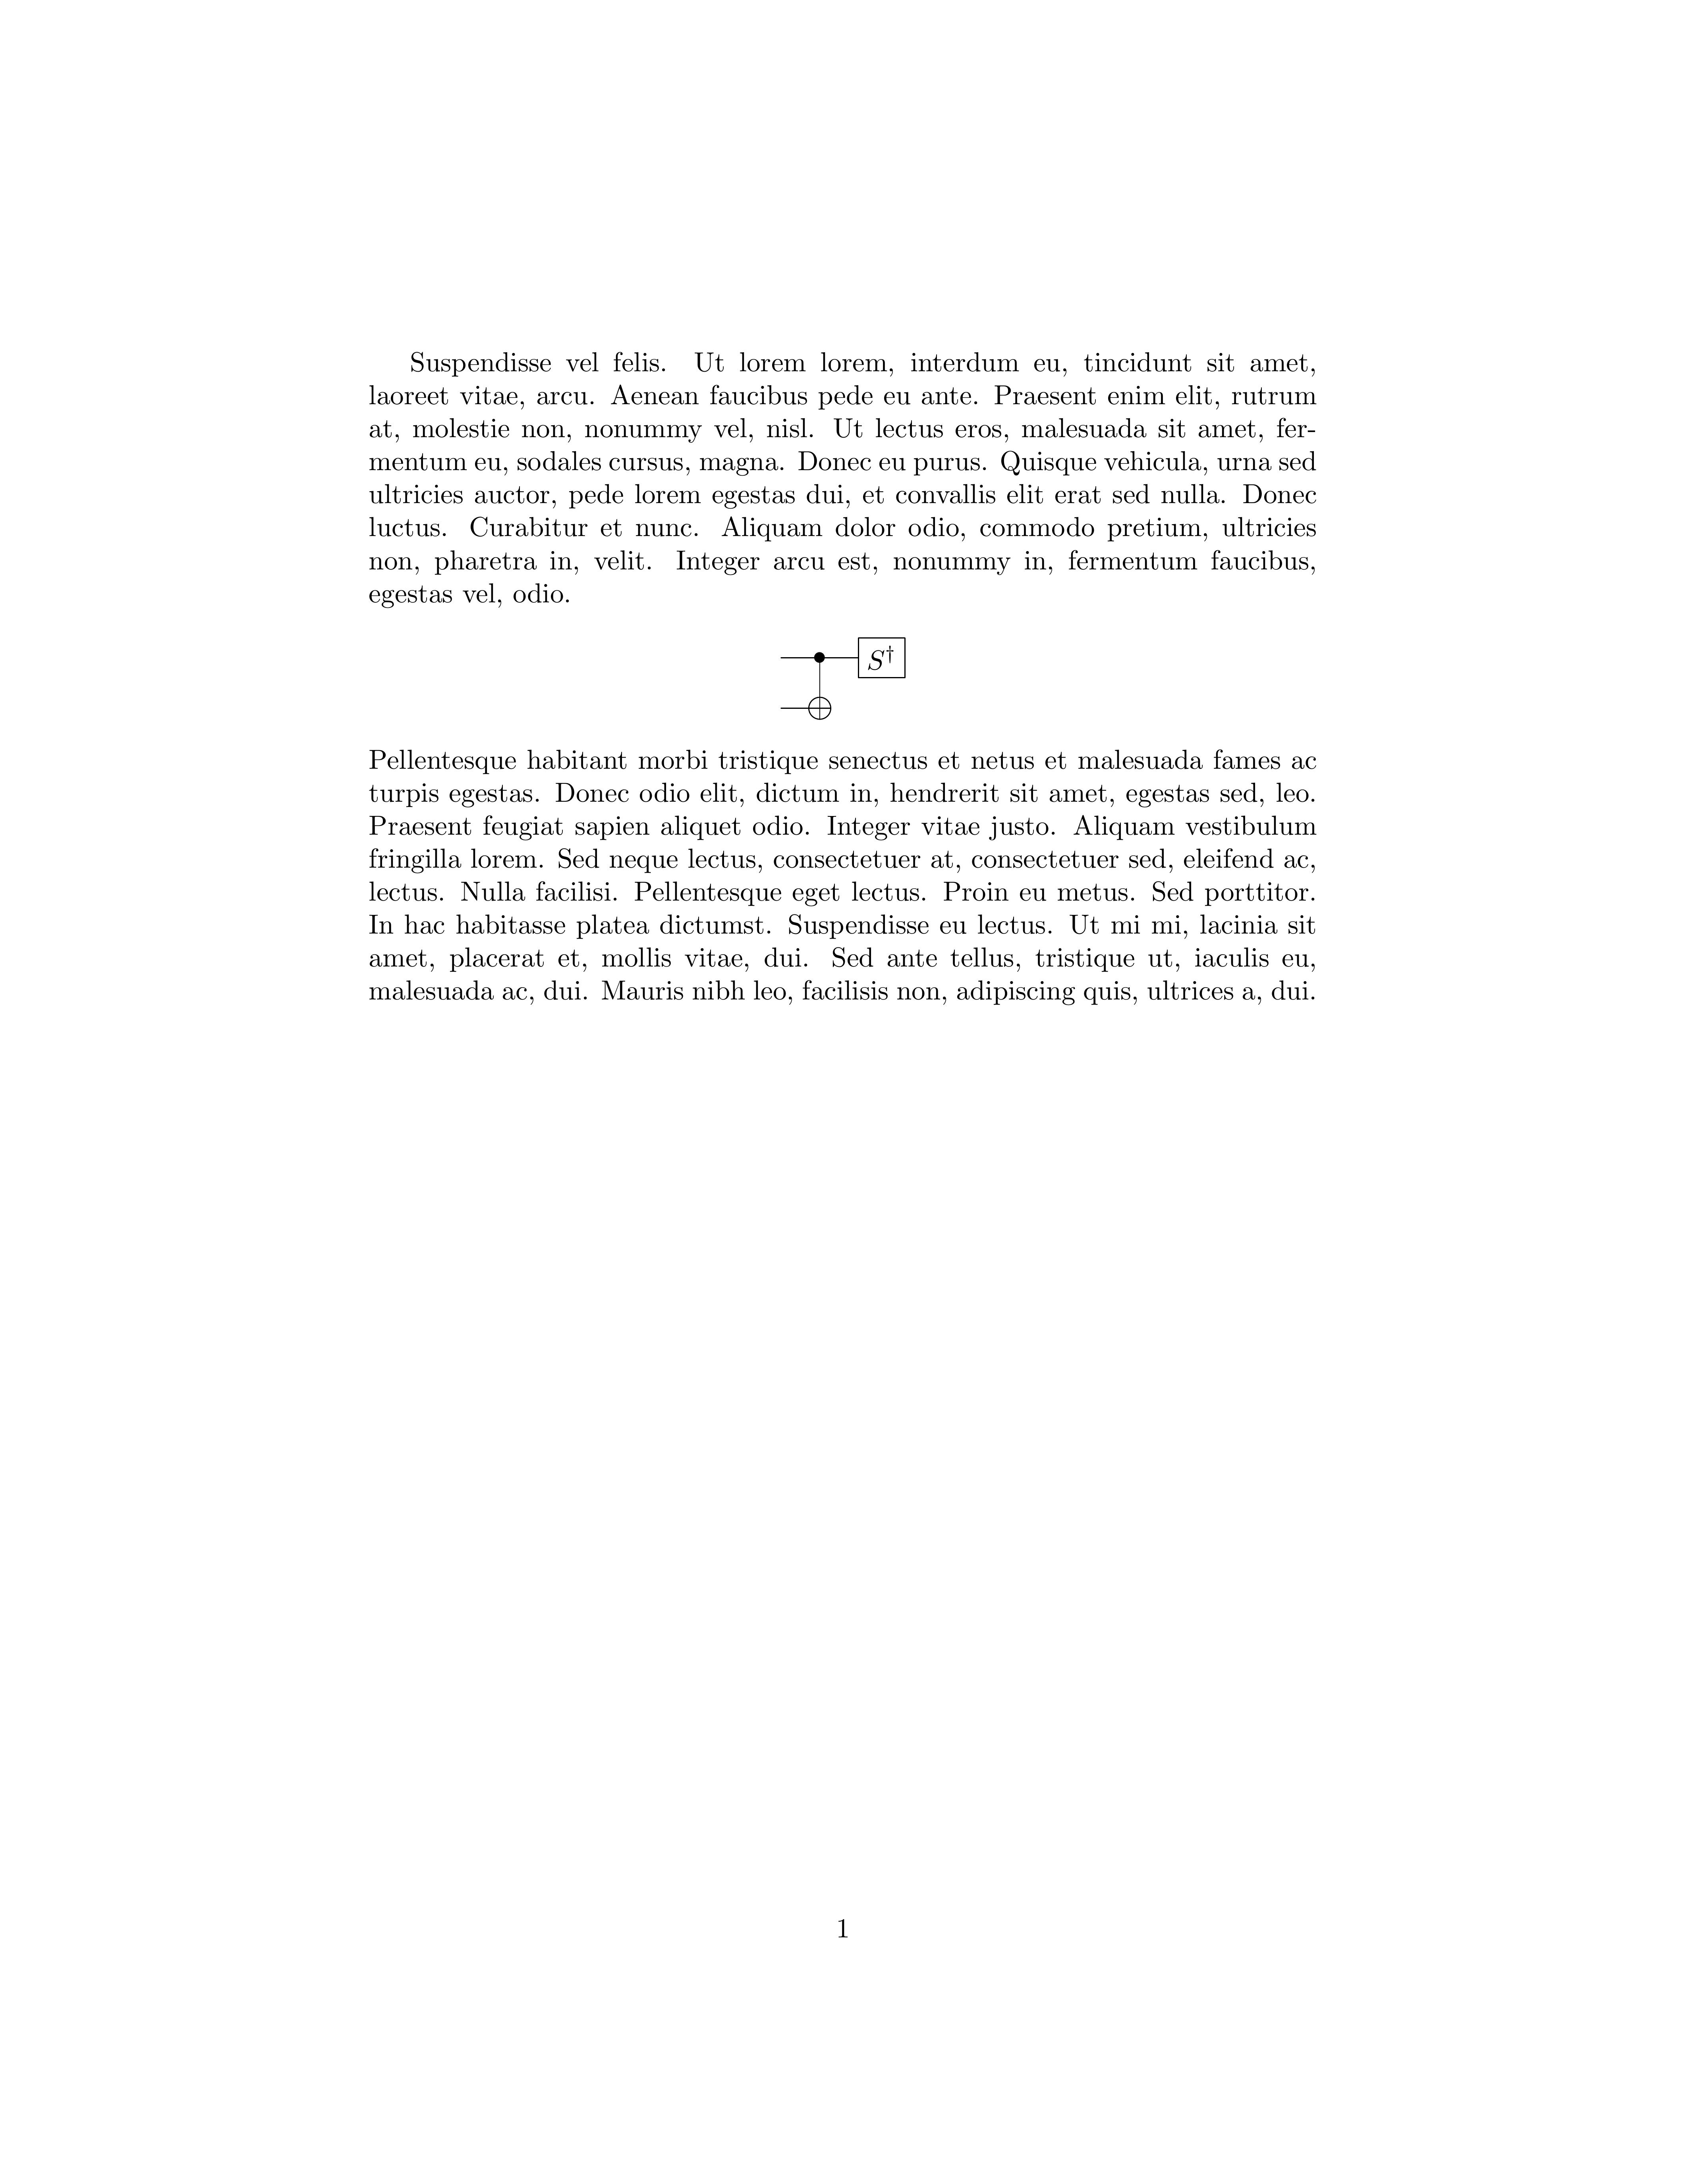 Suspendisse vel felis. Ut lorem lorem, interdum eu, tincidunt sit amet,
laoreet vitae, arcu. Aenean faucibus pede eu ante. Praesent enim elit, rutrum
at, molestie non, nonummy vel, nisl. Ut lectus eros, malesuada sit amet, fer-
mentum eu, sodales cursus, magna. Donec eu purus. Quisque vehicula, urna sed
ultricies auctor, pede lorem egestas dui, et convallis elit erat sed nulla. Donec
luctus. Curabitur et nunc. Aliquam dolor odio, commodo pretium, ultricies
non, pharetra in, velit. Integer arcu est, nonummy in, fermentum faucibus,
egestas vel, odio.
S†
Pellentesque habitant morbi tristique senectus et netus et malesuada fames ac
turpis egestas. Donec odio elit, dictum in, hendrerit sit amet, egestas sed, leo.
Praesent feugiat sapien aliquet odio. Integer vitae justo. Aliquam vestibulum
fringilla lorem. Sed neque lectus, consectetuer at, consectetuer sed, eleifend ac,
lectus. Nulla facilisi. Pellentesque eget lectus. Proin eu metus. Sed porttitor.
In hac habitasse platea dictumst. Suspendisse eu lectus. Ut mi mi, lacinia sit
amet, placerat et, mollis vitae, dui. Sed ante tellus, tristique ut, iaculis eu,
malesuada ac, dui. Mauris nibh leo, facilisis non, adipiscing quis, ultrices a, dui.
1